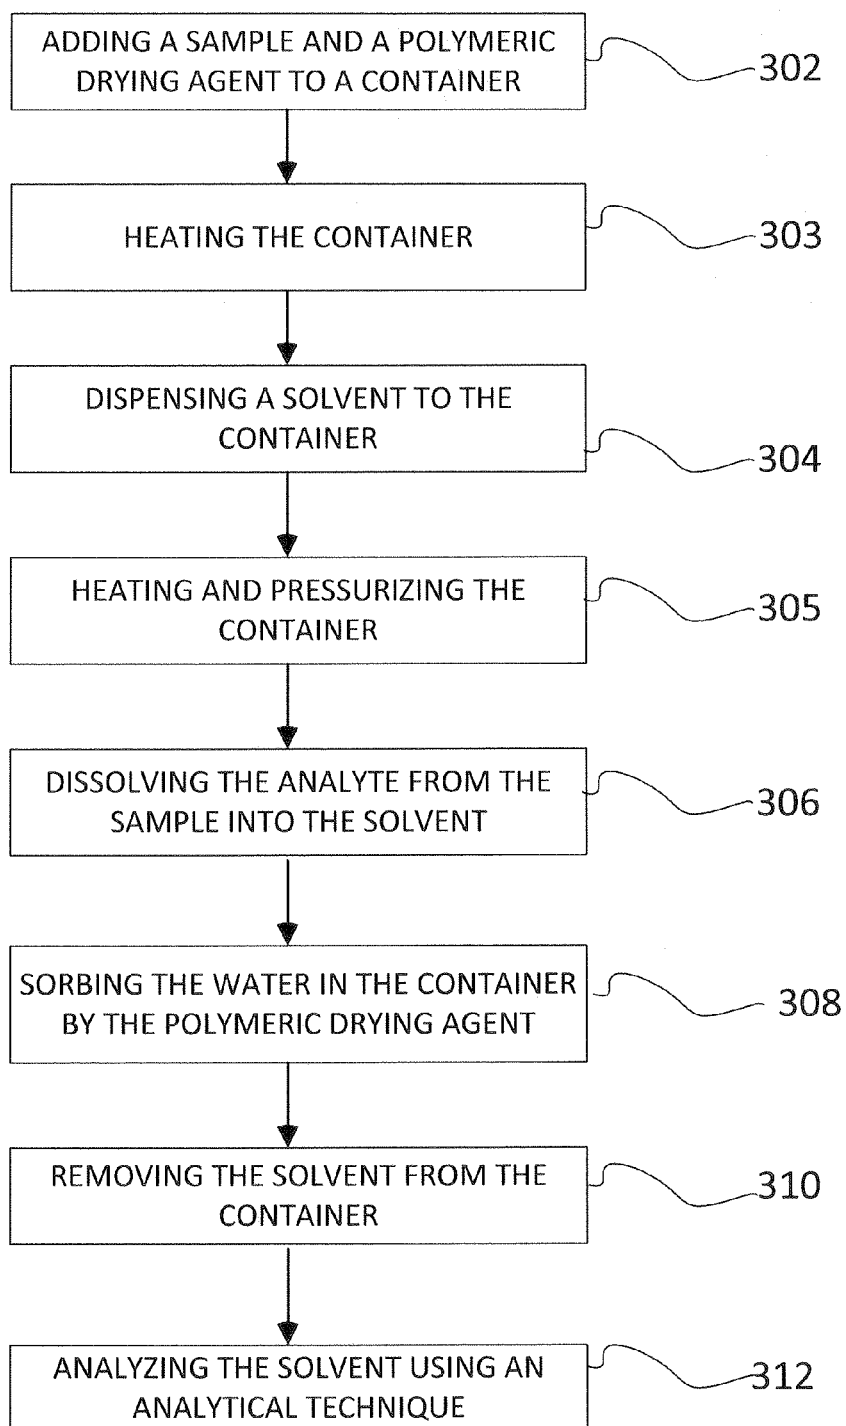 ADDING A SAMPLE AND A POLYMERIC
DRYING AGENT TO A CONTAINER
302
HEATING THE CONTAINER
303
DISPENSING A SOLVENT TO THE
CONTAINER
304
HEATING AND PRESSURIZING THE
CONTAINER
305
DISSOLVING THE ANALYTE FROM THE
SAMPLE INTO THE SOLVENT
306
SORBING THE WATER IN THE CONTAINER
BY THE POLYMERIC DRYING AGENT
308
REMOVING THE SOLVENT FROM THE
CONTAINER
310
ANALYZING THE SOLVENT USING AN
ANALYTICAL TECHNIQUE
312